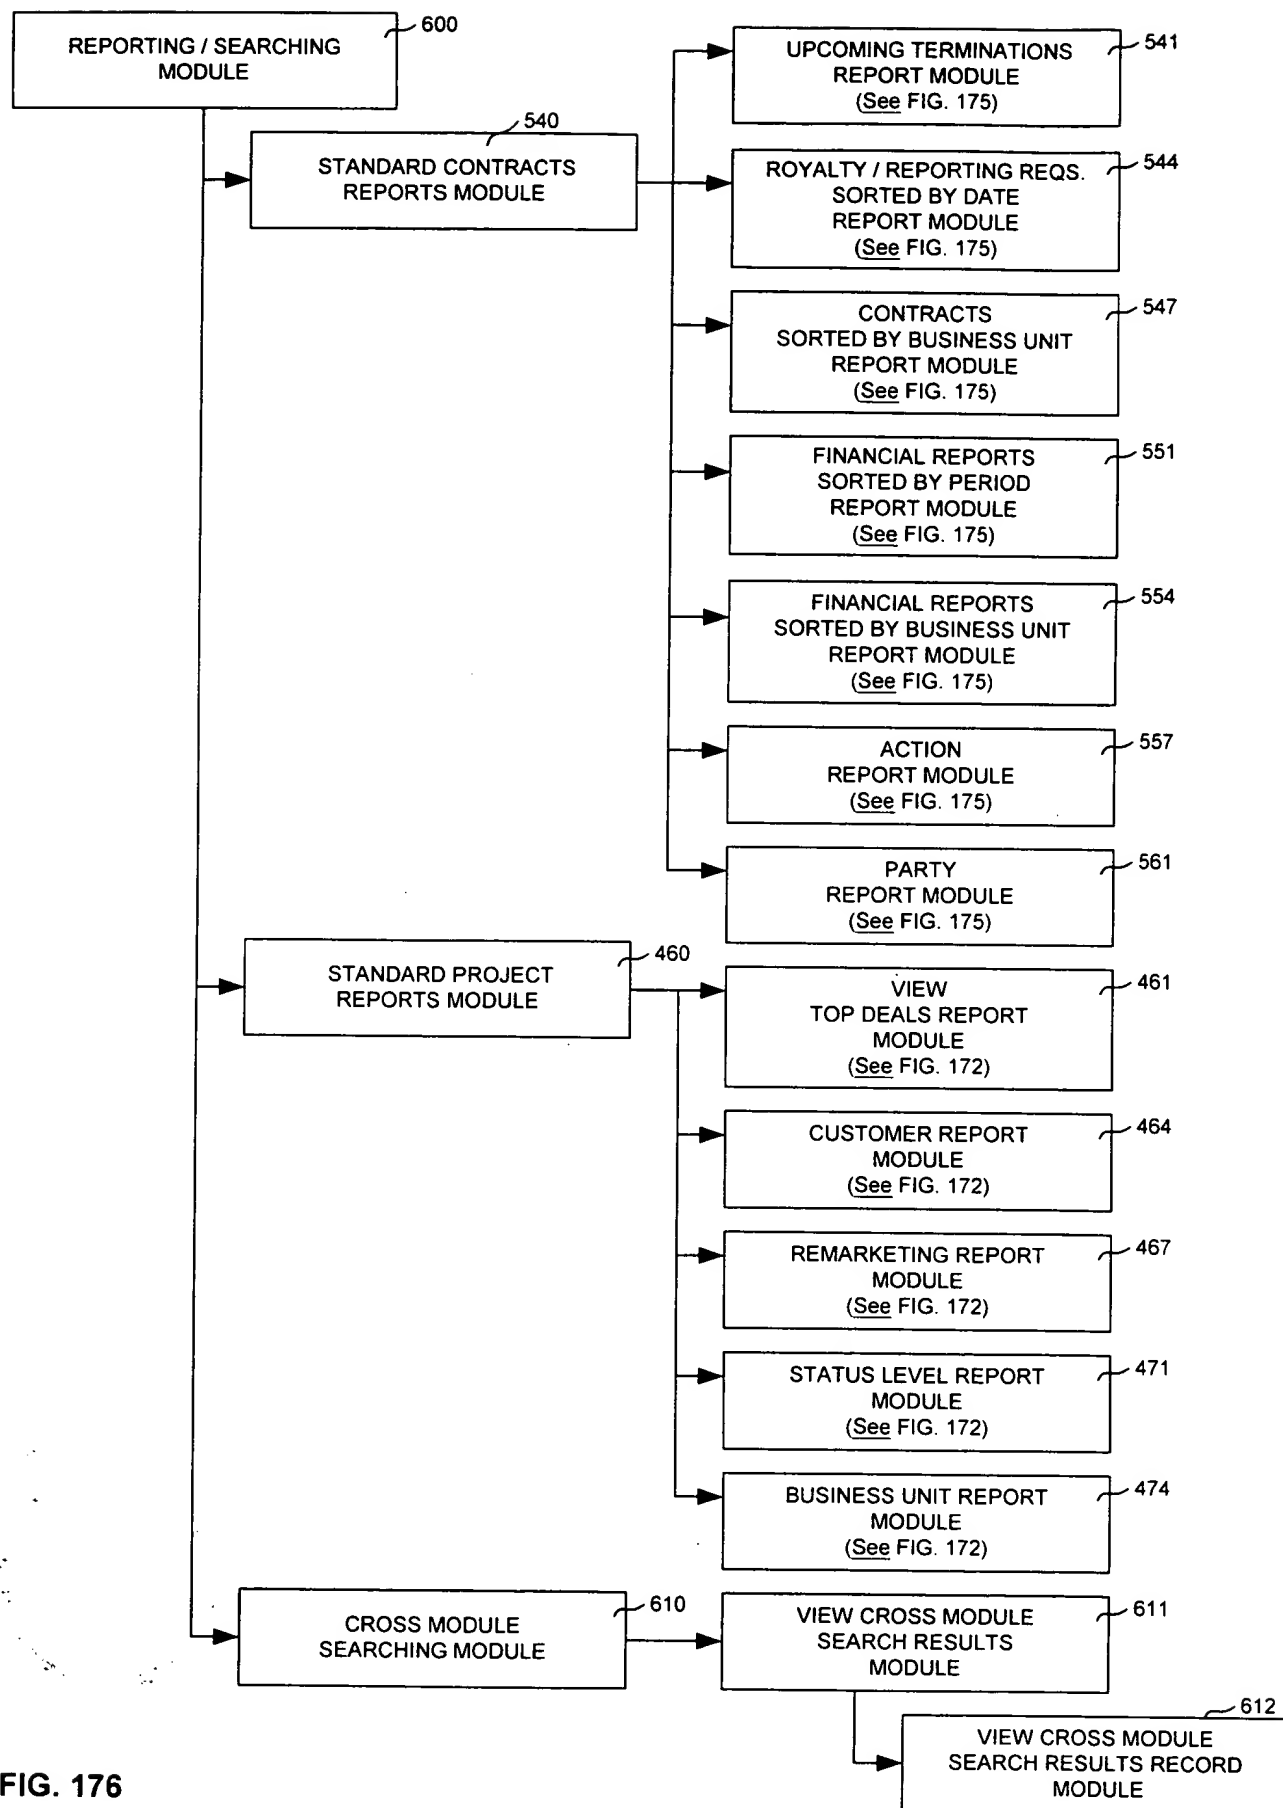 REPORTING / SEARCHING
MODULE
600
STANDARD CONTRACTS
REPORTS MODULE
540
UPCOMING TERMINATIONS
REPORT MODULE
(See FIG. 175)
541
ROYALTY / REPORTING REQS.
SORTED BY DATE
REPORT MODULE
(See FIG. 175)
544
CONTRACTS
SORTED BY BUSINESS UNIT
REPORT MODULE
(See FIG. 175)
547
FINANCIAL REPORTS
SORTED BY PERIOD
REPORT MODULE
(See FIG. 175)
551
FINANCIAL REPORTS
SORTED BY BUSINESS UNIT
REPORT MODULE
(See FIG. 175)
554
ACTION
REPORT MODULE
(See FIG. 175)
557
PARTY
REPORT MODULE
(See FIG. 175)
561
STANDARD PROJECT
REPORTS MODULE
460
VIEW
TOP DEALS REPORT
MODULE
(See FIG. 172)
461
CUSTOMER REPORT
MODULE
(See FIG. 172)
464
REMARKETING REPORT
MODULE
(See FIG. 172)
467
STATUS LEVEL REPORT
MODULE
(See FIG. 172)
471
BUSINESS UNIT REPORT
MODULE
(See FIG. 172)
474
CROSS MODULE
SEARCHING MODULE
610
VIEW CROSS MODULE
SEARCH RESULTS
MODULE
611
VIEW CROSS MODULE
SEARCH RESULTS RECORD
MODULE
612
FIG. 176